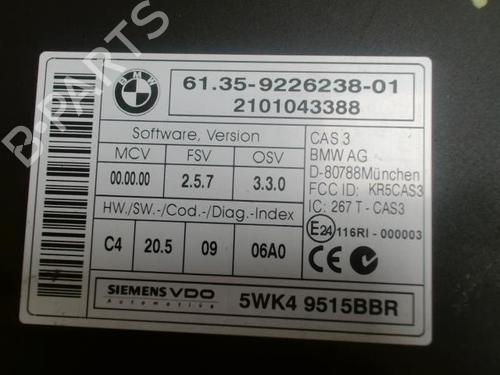 B-PARTS
BMW
61.35-9226238-01
2101043388
Software, Version
MCV FSV OSV
00.00.00 2.5.7 3.3.0
HW./SW.-/Cod.-/Diag.-Index
C4 20.5 09 06A0
CAS 3
BMW AG
D-80788München
FCC ID: KR5CAS3
IC: 267 T - CAS3
E24 116RI - 000003
CE
SIEMENS VDO
Automotive
5WK4 9515BBR